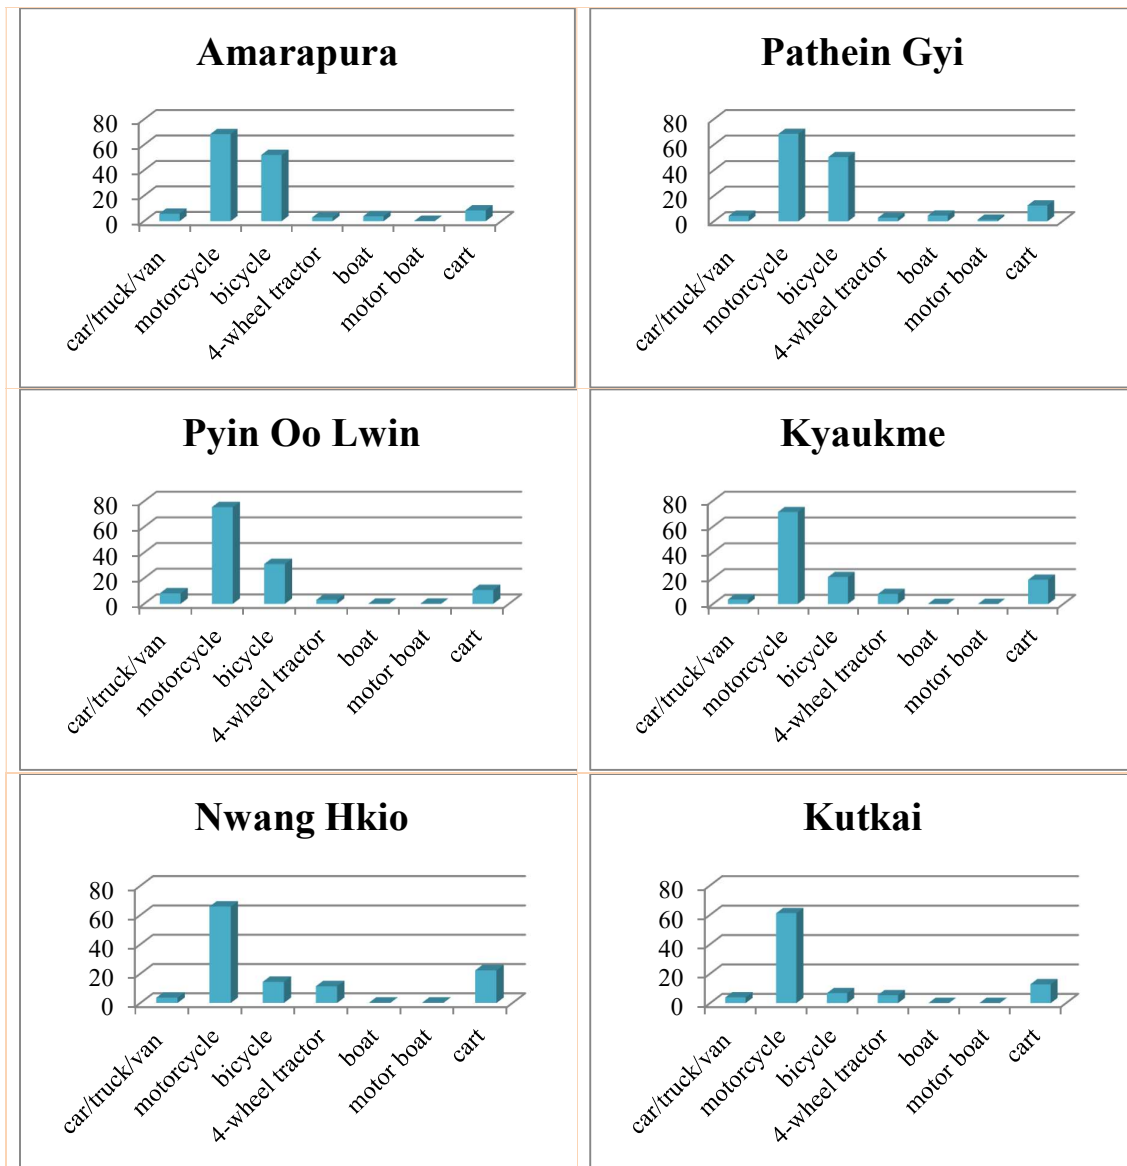 Amarapura
80
60
40
20
0
car/truck/van
motorcycle
bicycle
4-wheel tractor
boat
motor boat
cart
Pathein Gyi
80
60
40
20
0
car/truck/van
motorcycle
bicycle
4-wheel tractor
boat
motor boat
cart
Pyin Oo Lwin
80
60
40
20
0
car/truck/van
motorcycle
bicycle
4-wheel tractor
boat
motor boat
cart
Kyaukme
80
60
40
20
0
car/truck/van
motorcycle
bicycle
4-wheel tractor
boat
motor boat
cart
Nwang Hkio
80
60
40
20
0
car/truck/van
motorcycle
bicycle
4-wheel tractor
boat
motor boat
cart
Kutkai
80
60
40
20
0
car/truck/van
motorcycle
bicycle
4-wheel tractor
boat
motor boat
cart